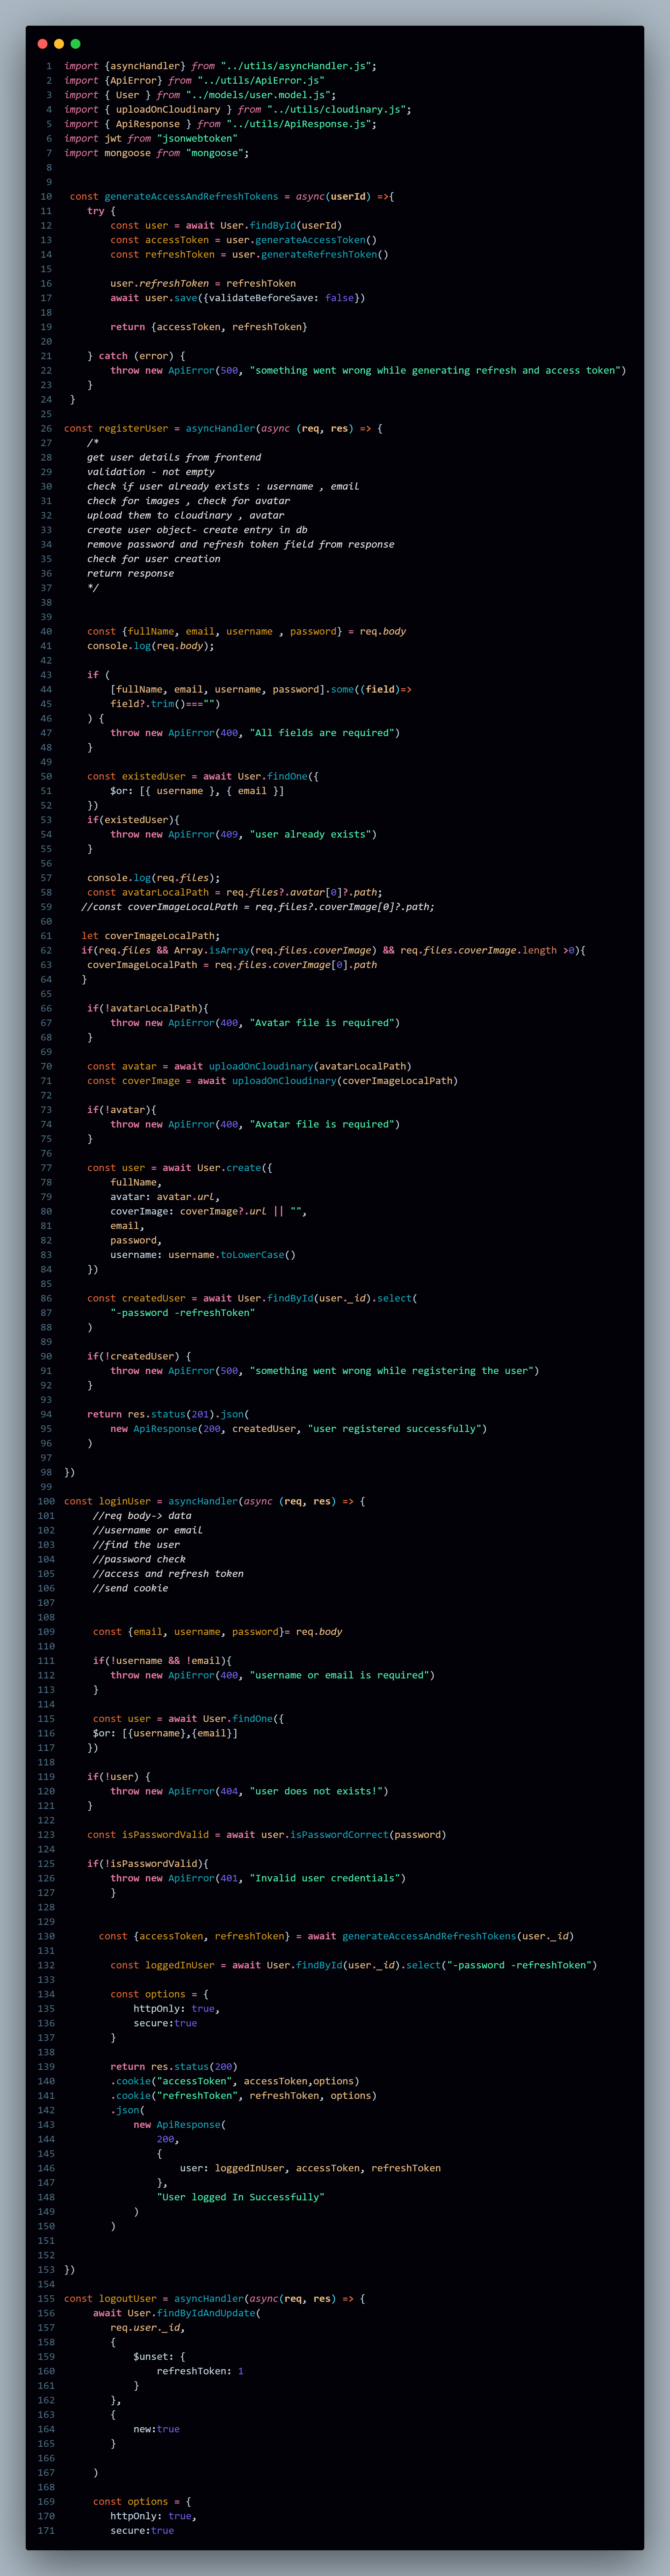 1 import {asyncHandler} from "../utils/asyncHandler.js";
2 import {ApiError} from "../utils/ApiError.js"
3 import { User } from "../models/user.model.js";
4 import { uploadOnCloudinary } from "../utils/cloudinary.js";
5 import { ApiResponse } from "../utils/ApiResponse.js";
6 import jwt from "jsonwebtoken"
7 import mongoose from "mongoose";
8
9
10  const generateAccessAndRefreshTokens = async(userId) =>{
11     try {
12         const user = await User.findById(userId)
13         const accessToken = user.generateAccessToken()
14         const refreshToken = user.generateRefreshToken()
15
16         user.refreshToken = refreshToken
17         await user.save({validateBeforeSave: false})
18
19         return {accessToken, refreshToken}
20
21     } catch (error) {
22         throw new ApiError(500, "something went wrong while generating refresh and access token")
23     }
24  }
25
26 const registerUser = asyncHandler(async (req, res) => {
27     /*
28     get user details from frontend
29     validation - not empty
30     check if user already exists : username , email
31     check for images , check for avatar
32     upload them to cloudinary , avatar
33     create user object- create entry in db
34     remove password and refresh token field from response
35     check for user creation
36     return response
37     */
38
39
40     const {fullName, email, username , password} = req.body
41     console.log(req.body);
42
43     if (
44         [fullName, email, username, password].some((field)=>
45         field?.trim()==="")
46     ) {
47         throw new ApiError(400, "All fields are required")
48     }
49
50     const existedUser = await User.findOne({
51         $or: [{ username }, { email }]
52     })
53     if(existedUser){
54         throw new ApiError(409, "user already exists")
55     }
56
57     console.log(req.files);
58     const avatarLocalPath = req.files?.avatar[0]?.path;
59    //const coverImageLocalPath = req.files?.coverImage[0]?.path;
60
61    let coverImageLocalPath;
62    if(req.files && Array.isArray(req.files.coverImage) && req.files.coverImage.length >0){
63     coverImageLocalPath = req.files.coverImage[0].path
64    }
65
66     if(!avatarLocalPath){
67         throw new ApiError(400, "Avatar file is required")
68     }
69
70     const avatar = await uploadOnCloudinary(avatarLocalPath)
71     const coverImage = await uploadOnCloudinary(coverImageLocalPath)
72
73     if(!avatar){
74         throw new ApiError(400, "Avatar file is required")
75     }
76
77     const user = await User.create({
78         fullName,
79         avatar: avatar.url,
80         coverImage: coverImage?.url || "",
81         email,
82         password,
83         username: username.toLowerCase()
84     })
85
86     const createdUser = await User.findById(user._id).select(
87         "-password -refreshToken"
88     )
89
90     if(!createdUser) {
91         throw new ApiError(500, "something went wrong while registering the user")
92     }
93
94     return res.status(201).json(
95         new ApiResponse(200, createdUser, "user registered successfully")
96     )
97
98 })
99
100 const loginUser = asyncHandler(async (req, res) => {
101      //req body-> data
102      //username or email
103      //find the user
104      //password check
105      //access and refresh token
106      //send cookie
107
108
109      const {email, username, password}= req.body
110
111      if(!username && !email){
112         throw new ApiError(400, "username or email is required")
113      }
114
115      const user = await User.findOne({
116      $or: [{username},{email}]
117     })
118
119     if(!user) {
120         throw new ApiError(404, "user does not exists!")
121     }
122
123     const isPasswordValid = await user.isPasswordCorrect(password)
124
125     if(!isPasswordValid){
126         throw new ApiError(401, "Invalid user credentials")
127         }
128
129
130       const {accessToken, refreshToken} = await generateAccessAndRefreshTokens(user._id)
131
132         const loggedInUser = await User.findById(user._id).select("-password -refreshToken")
133
134         const options = {
135             httpOnly: true,
136             secure:true
137         }
138
139         return res.status(200)
140         .cookie("accessToken", accessToken,options)
141         .cookie("refreshToken", refreshToken, options)
142         .json(
143             new ApiResponse(
144                 200,
145                 {
146                     user: loggedInUser, accessToken, refreshToken
147                 },
148                 "User logged In Successfully"
149             )
150         )
151
152
153 })
154
155 const logoutUser = asyncHandler(async(req, res) => {
156      await User.findByIdAndUpdate(
157         req.user._id,
158         {
159             $unset: {
160                 refreshToken: 1
161             }
162         },
163         {
164             new:true
165         }
166
167      )
168
169      const options = {
170         httpOnly: true,
171         secure:true